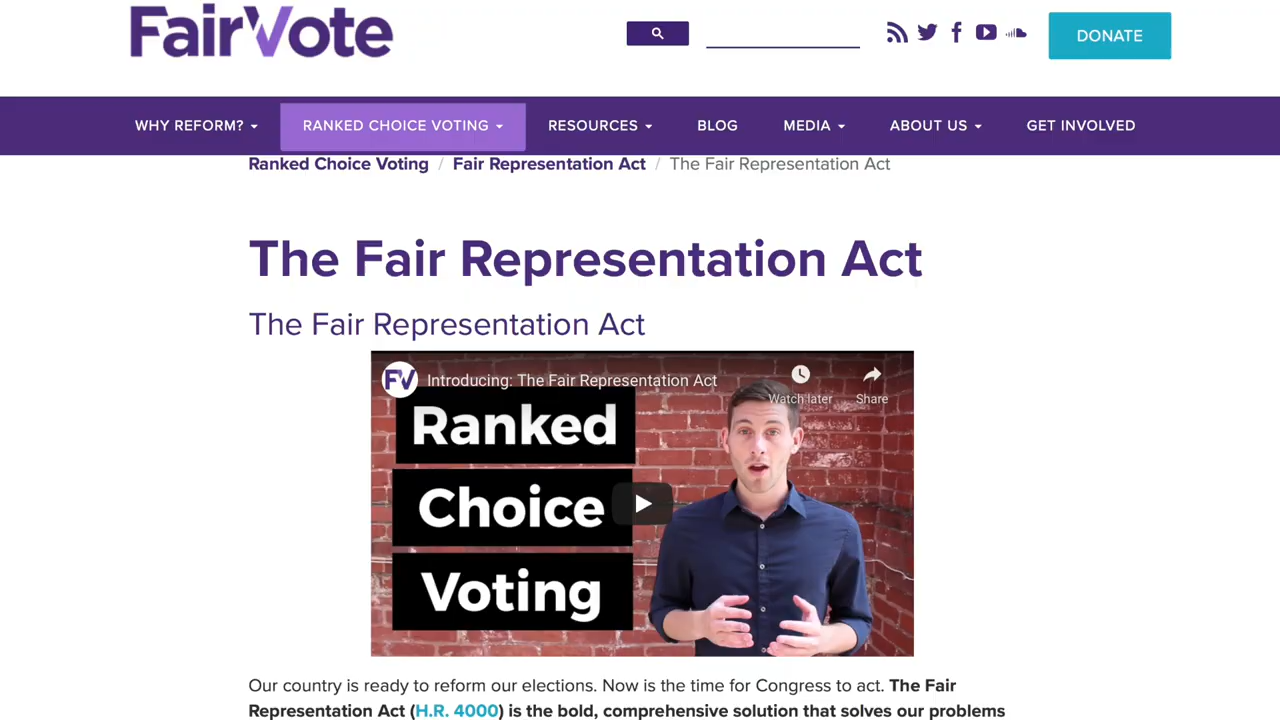 FairVote
DONATE
WHY REFORM? RANKED CHOICE VOTING RESOURCES BLOG MEDIA ABOUT US GET INVOLVED
Ranked Choice Voting / Fair Representation Act / The Fair Representation Act
The Fair Representation Act
The Fair Representation Act
FV Introducing: The Fair Representation Act
Watch later Share
Ranked
Choice
Voting
Our country is ready to reform our elections. Now is the time for Congress to act. The Fair
Representation Act (H.R. 4000) is the bold, comprehensive solution that solves our problems